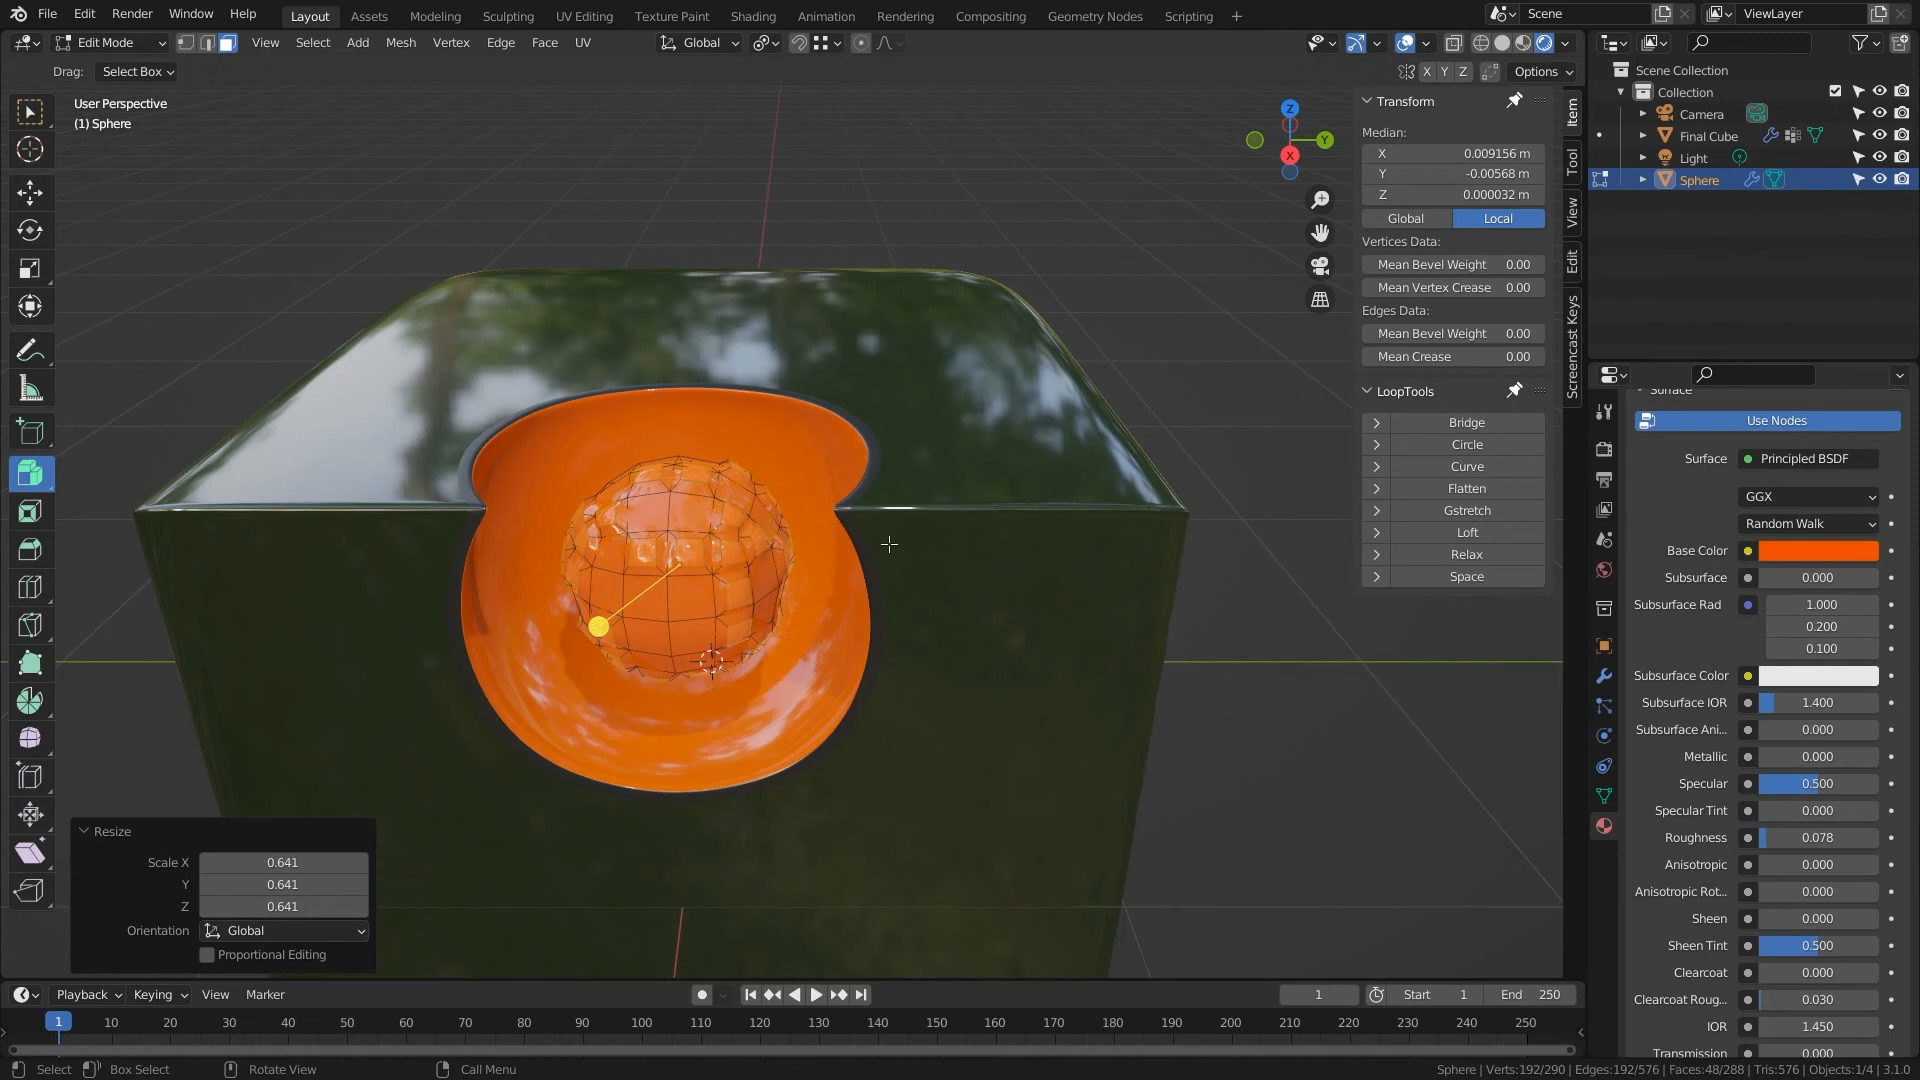 File Edit Render Window Help Layout Assets Modeling Sculpting UV Editing Texture Paint Shading Animation Rendering Compositing Geometry Nodes Scripting + Scene ViewLayer
Edit Mode View Select Add Mesh Vertex Edge Face UV Global
Drag: Select Box X Y Z Options
User Perspective
(1) Sphere
Z
Y
X
Transform
Median:
X 0.009156 m
Y -0.00568 m
Z 0.000032 m
Global Local
Vertices Data:
Mean Bevel Weight 0.00
Mean Vertex Crease 0.00
Edges Data:
Mean Bevel Weight 0.00
Mean Crease 0.00
LoopTools
Bridge
Circle
Curve
Flatten
Gstretch
Loft
Relax
Space
Item
Tool
View
Edit
Screencast Keys
Scene Collection
Collection
Camera
Final Cube
Light
Sphere
Surface
Use Nodes
Surface Principled BSDF
GGX
Random Walk
Base Color
Subsurface 0.000
Subsurface Rad 1.000
0.200
0.100
Subsurface Color
Subsurface IOR 1.400
Subsurface Ani... 0.000
Metallic 0.000
Specular 0.500
Specular Tint 0.000
Roughness 0.078
Anisotropic 0.000
Anisotropic Rot... 0.000
Sheen 0.000
Sheen Tint 0.500
Clearcoat 0.000
Clearcoat Roug... 0.030
IOR 1.450
Transmission 0.000
Resize
Scale X 0.641
Y 0.641
Z 0.641
Orientation Global
Proportional Editing
Playback Keying View Marker 1 Start 1 End 250
1 10 20 30 40 50 60 70 80 90 100 110 120 130 140 150 160 170 180 190 200 210 220 230 240 250
Select Box Select Rotate View Call Menu Sphere | Verts:192/290 | Edges:192/576 | Faces:48/288 | Tris:576 | Objects:1/4 | 3.1.0